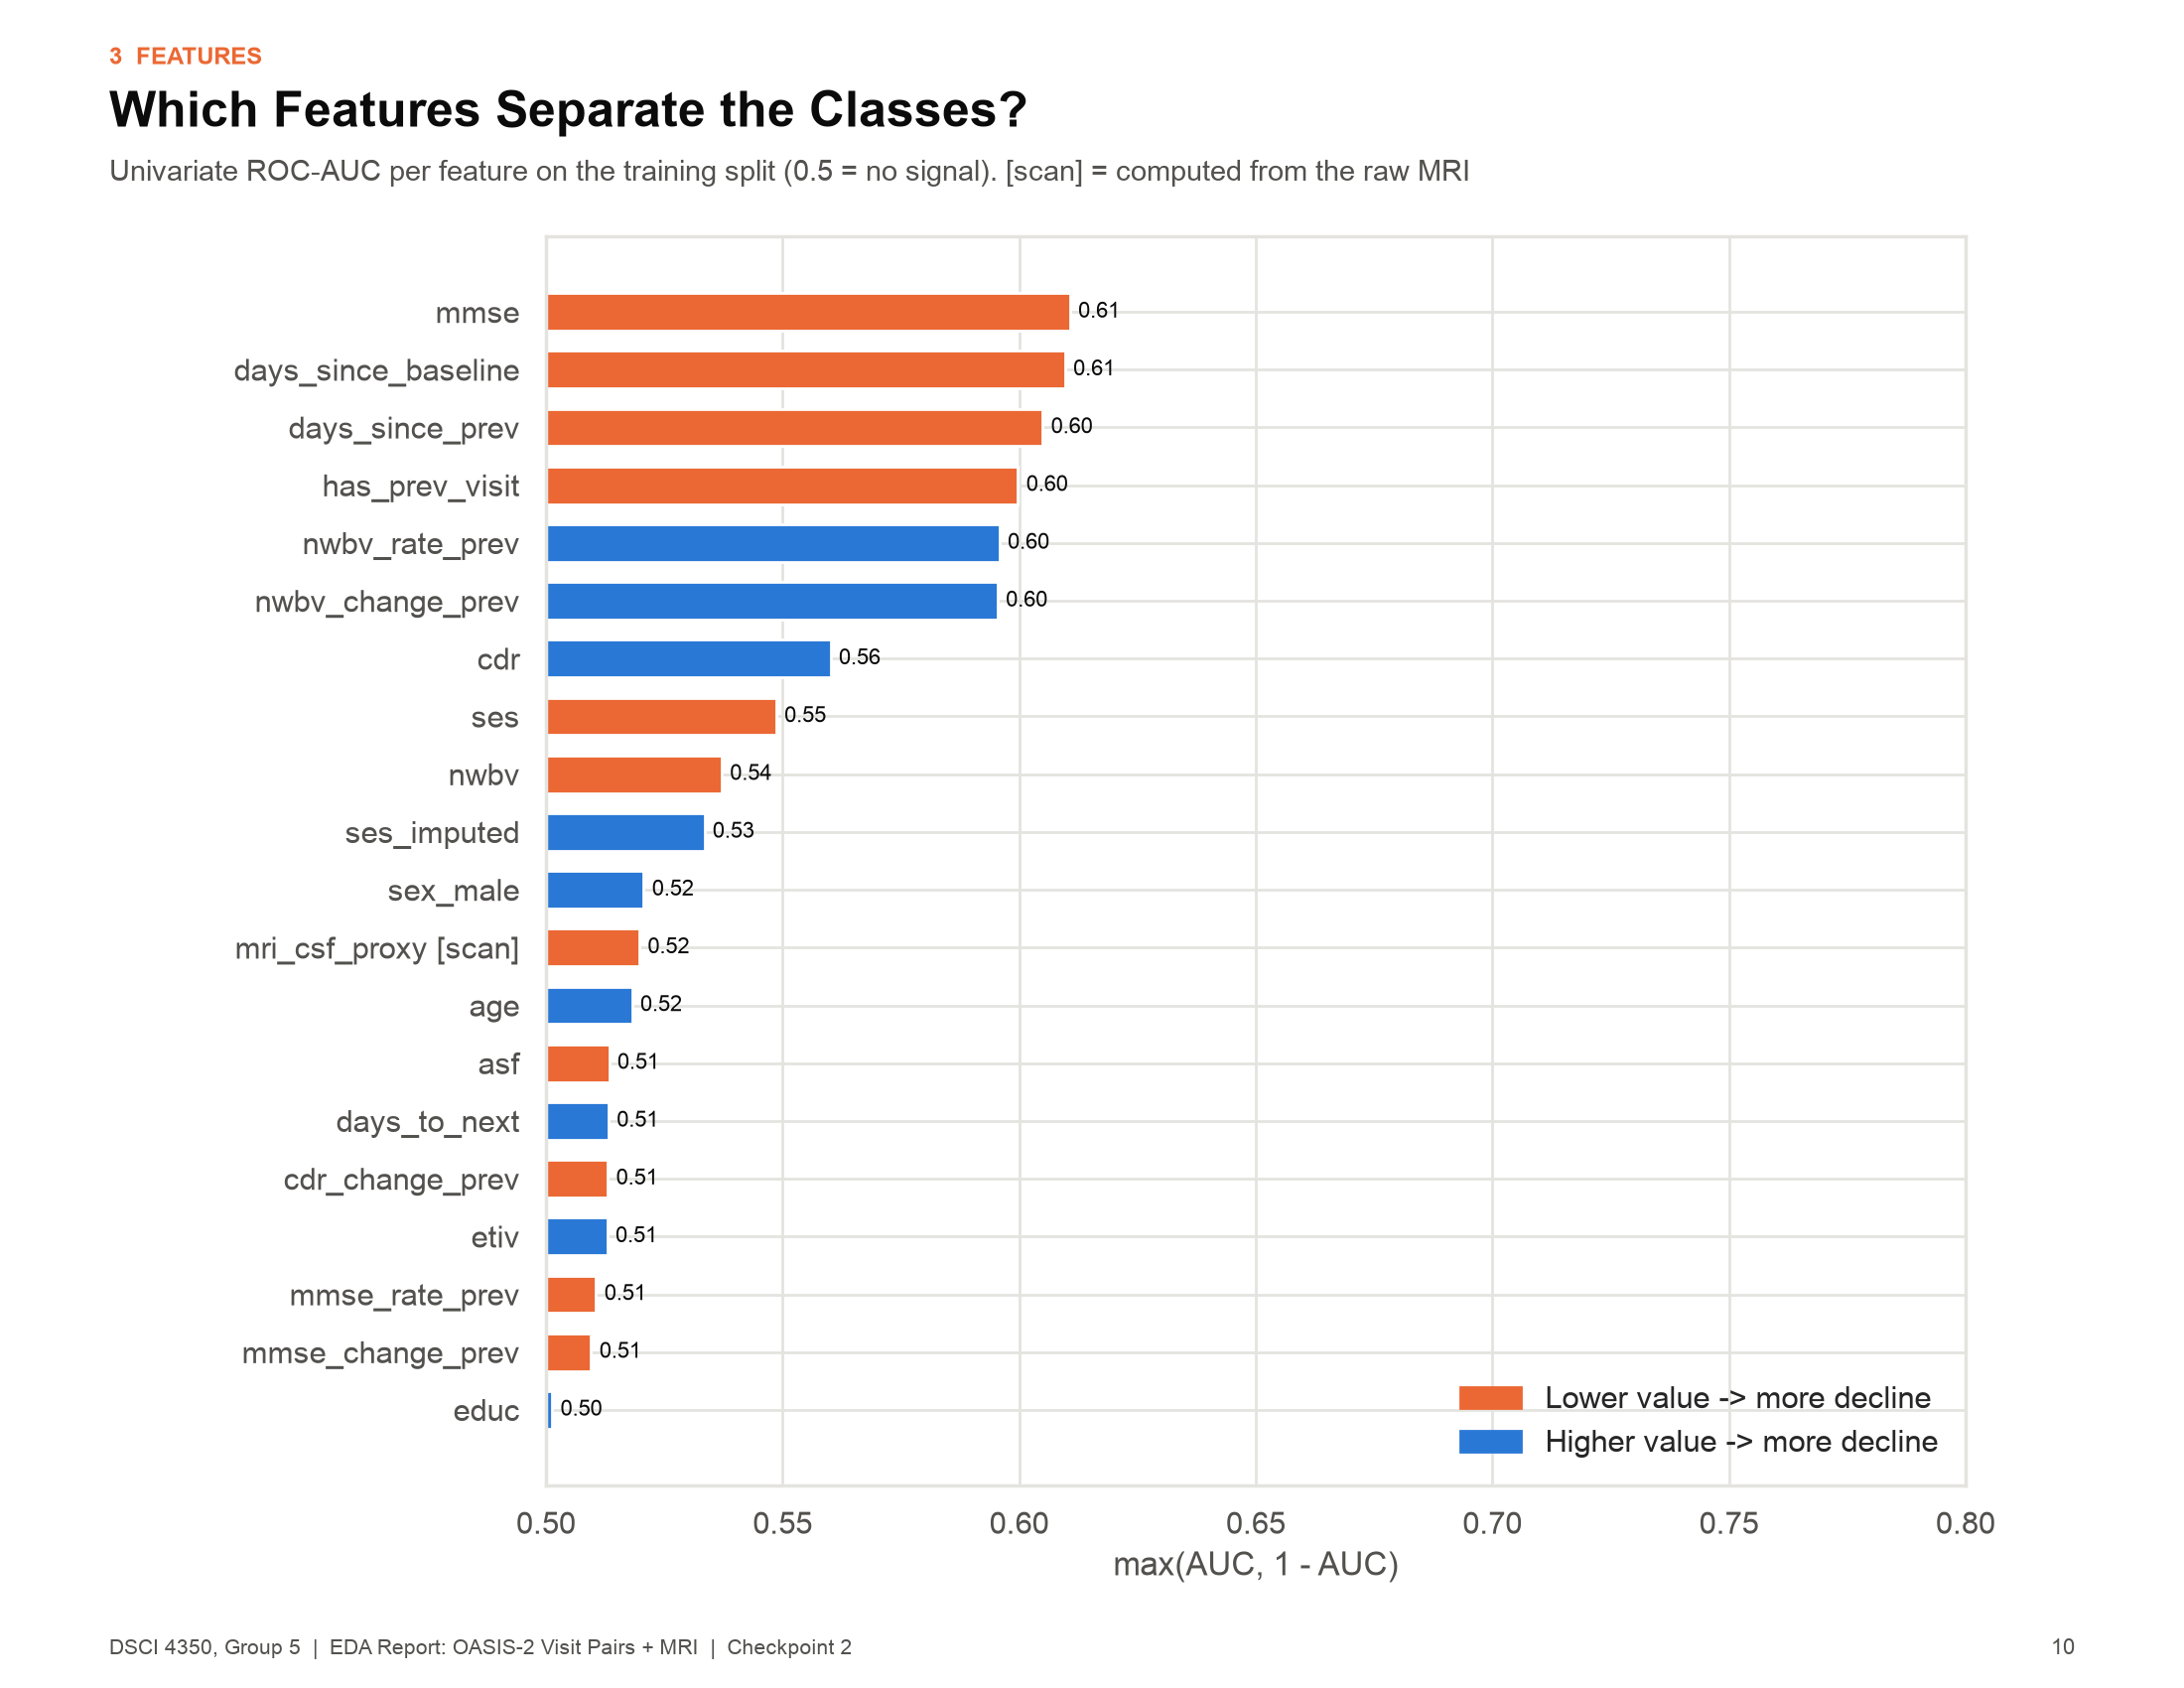 3 FEATURES
Which Features Separate the Classes?
Univariate ROC-AUC per feature on the training split (0.5 = no signal). [scan] = computed from the raw MRI
mmse 0.61
days_since_baseline 0.61
days_since_prev 0.60
has_prev_visit 0.60
nwbv_rate_prev 0.60
nwbv_change_prev 0.60
cdr 0.56
ses 0.55
nwbv 0.54
ses_imputed 0.53
sex_male 0.52
mri_csf_proxy [scan] 0.52
age 0.52
asf 0.51
days_to_next 0.51
cdr_change_prev 0.51
etiv 0.51
mmse_rate_prev 0.51
mmse_change_prev 0.51
educ 0.50
Lower value -> more decline
Higher value -> more decline
0.50 0.55 0.60 0.65 0.70 0.75 0.80
max(AUC, 1 - AUC)
DSCI 4350, Group 5 | EDA Report: OASIS-2 Visit Pairs + MRI | Checkpoint 2 10